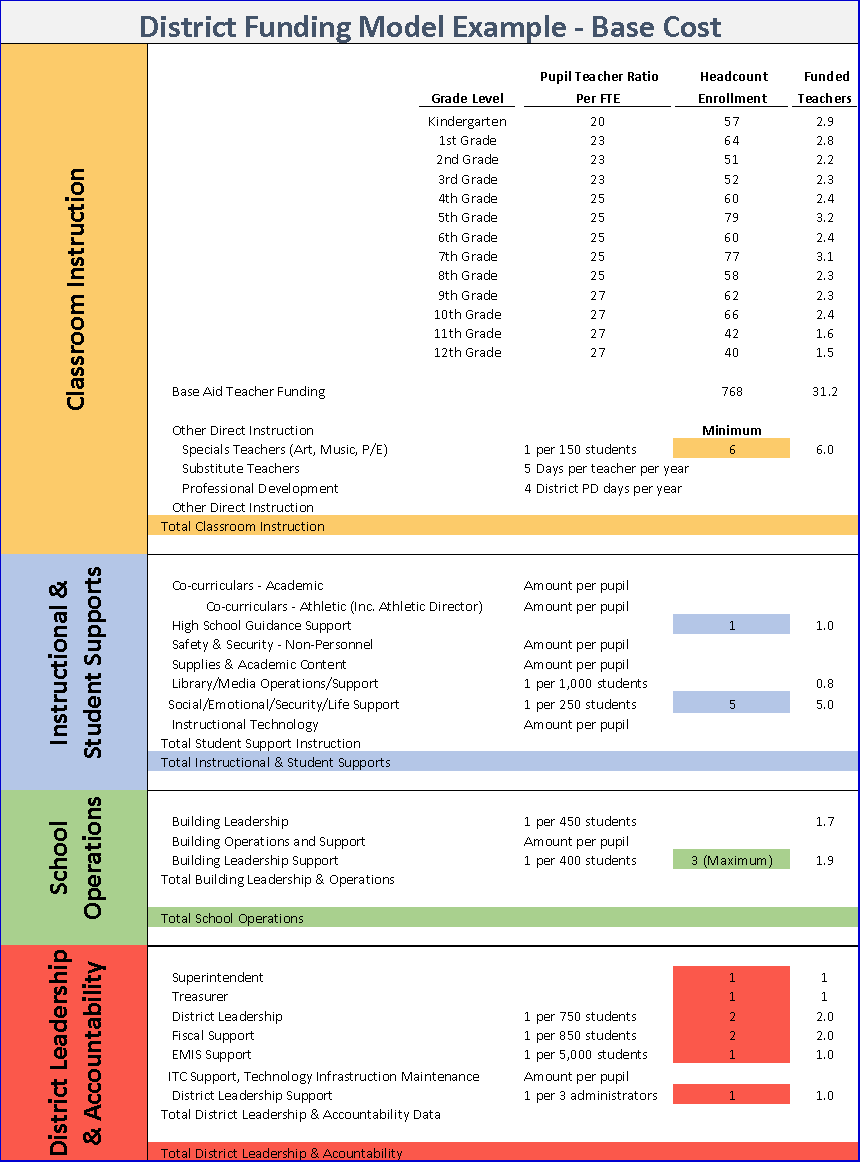 District Funding Model Example - Base Cost
Classroom Instruction
Pupil Teacher Ratio Headcount Funded
Grade Level Per FTE Enrollment Teachers
Kindergarten 20 57 2.9
1st Grade 23 64 2.8
2nd Grade 23 51 2.2
3rd Grade 23 52 2.3
4th Grade 25 60 2.4
5th Grade 25 79 3.2
6th Grade 25 60 2.4
7th Grade 25 77 3.1
8th Grade 25 58 2.3
9th Grade 27 62 2.3
10th Grade 27 66 2.4
11th Grade 27 42 1.6
12th Grade 27 40 1.5
Base Aid Teacher Funding 768 31.2
Other Direct Instruction Minimum
Specials Teachers (Art, Music, P/E) 1 per 150 students 6 6.0
Substitute Teachers 5 Days per teacher per year
Professional Development 4 District PD days per year
Other Direct Instruction
Total Classroom Instruction
Instructional &
Student Supports
Co-curriculars - Academic Amount per pupil
Co-curriculars - Athletic (Inc. Athletic Director) Amount per pupil
High School Guidance Support 1 1.0
Safety & Security - Non-Personnel Amount per pupil
Supplies & Academic Content Amount per pupil
Library/Media Operations/Support 1 per 1,000 students 0.8
Social/Emotional/Security/Life Support 1 per 250 students 5 5.0
Instructional Technology Amount per pupil
Total Student Support Instruction
Total Instructional & Student Supports
School
Operations
Building Leadership 1 per 450 students 1.7
Building Operations and Support Amount per pupil
Building Leadership Support 1 per 400 students 3 (Maximum) 1.9
Total Building Leadership & Operations
Total School Operations
District Leadership
& Accountability
Superintendent 1 1
Treasurer 1 1
District Leadership 1 per 750 students 2 2.0
Fiscal Support 1 per 850 students 2 2.0
EMIS Support 1 per 5,000 students 1 1.0
ITC Support, Technology Infrastruction Maintenance Amount per pupil
District Leadership Support 1 per 3 administrators 1 1.0
Total District Leadership & Accountability Data
Total District Leadership & Acountability